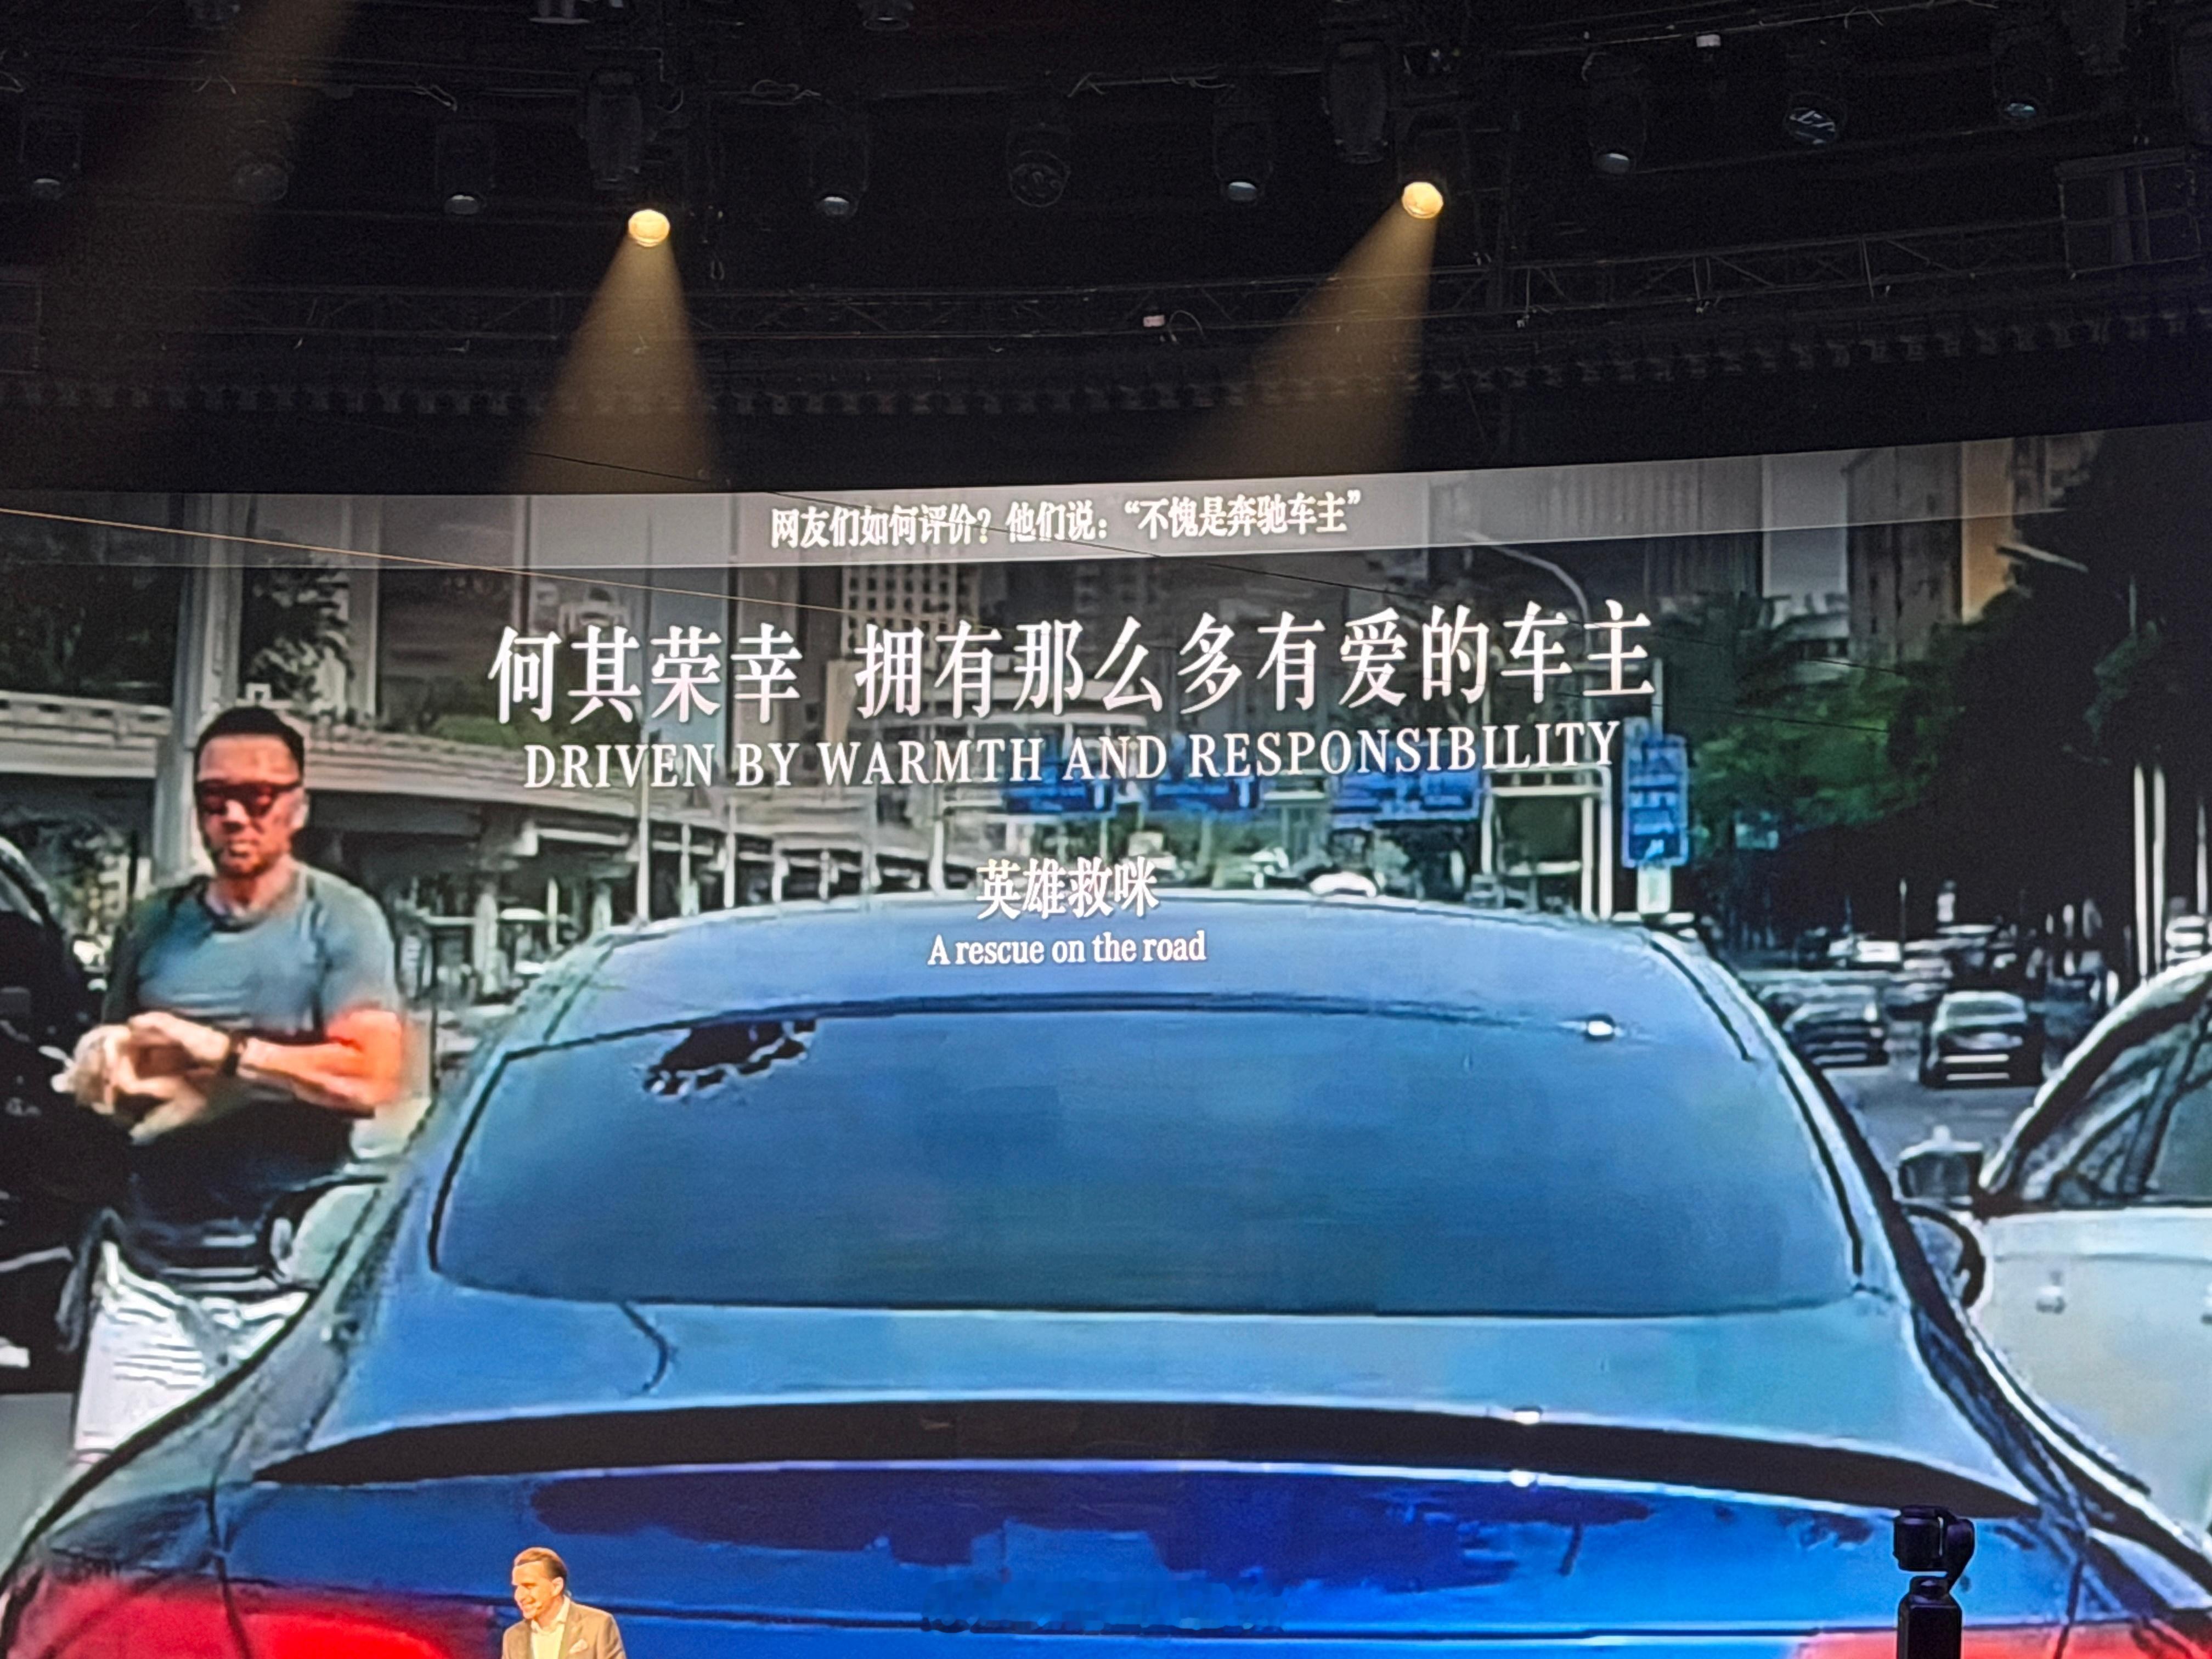 网友们如何评价？他们说：“不愧是奔驰车主”
何其荣幸 拥有那么多有爱的车主
DRIVEN BY WARMTH AND RESPONSIBILITY
英雄救咪
A rescue on the road